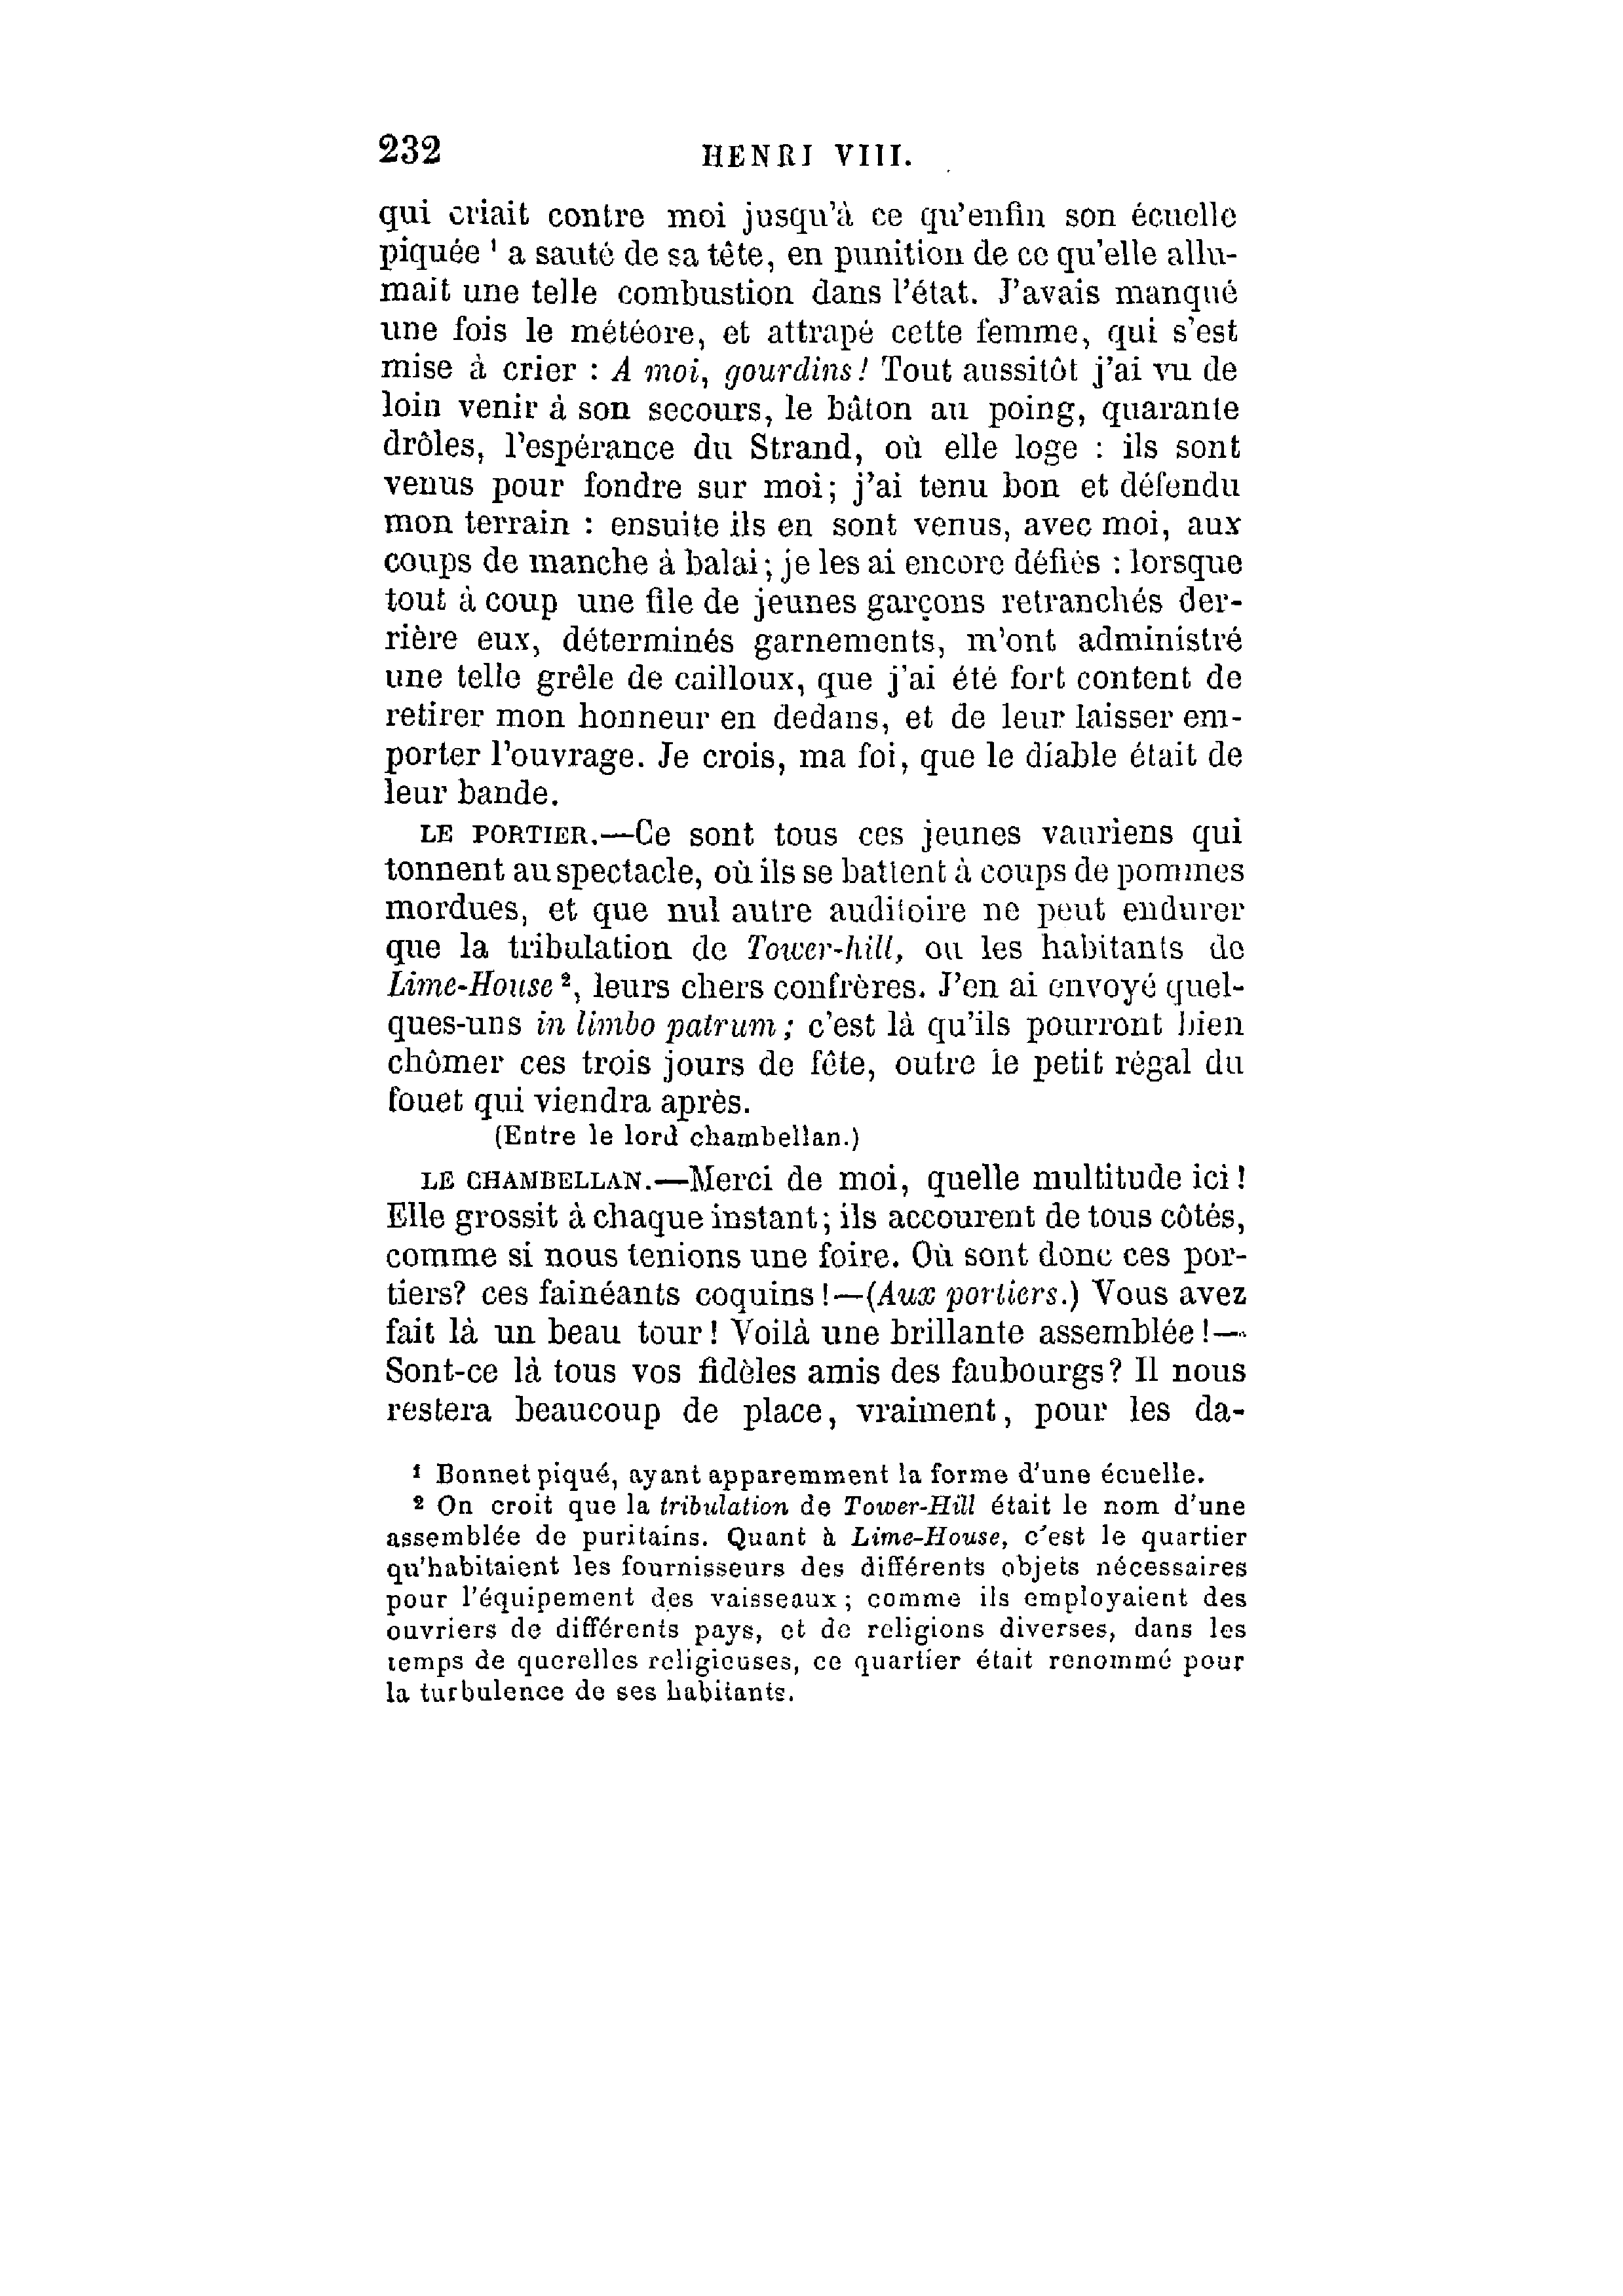 232 HENRI VIII.
qui criait contre moi jusqu'à ce qu'enfin son écuelle
piquée ¹ a sauté de sa tête, en punition de ce qu'elle allu-
mait une telle combustion dans l'état. J'avais manqué
une fois le météore, et attrapé cette femme, qui s'est
mise à crier : A moi, gourdins! Tout aussitôt j'ai vu de
loin venir à son secours, le bâton au poing, quarante
drôles, l'espérance du Strand, où elle loge : ils sont
venus pour fondre sur moi; j'ai tenu bon et défendu
mon terrain : ensuite ils en sont venus, avec moi, aux
coups de manche à balai; je les ai encore défiés : lorsque
tout à coup une file de jeunes garçons retranchés der-
rière eux, déterminés garnements, m'ont administré
une telle grêle de cailloux, que j'ai été fort content de
retirer mon honneur en dedans, et de leur laisser em-
porter l'ouvrage. Je crois, ma foi, que le diable était de
leur bande.
LE PORTIER.—Ce sont tous ces jeunes vauriens qui
tonnent au spectacle, où ils se battent à coups de pommes
mordues, et que nul autre auditoire ne peut endurer
que la tribulation de Tower-hill, ou les habitants de
Lime-House ², leurs chers confrères. J'en ai envoyé quel-
ques-uns in limbo patrum; c'est là qu'ils pourront bien
chômer ces trois jours de fête, outre le petit régal du
fouet qui viendra après.
(Entre le lord chambellan.)
LE CHAMBELLAN.—Merci de moi, quelle multitude ici!
Elle grossit à chaque instant; ils accourent de tous côtés,
comme si nous tenions une foire. Où sont donc ces por-
tiers? ces fainéants coquins!—(Aux portiers.) Vous avez
fait là un beau tour! Voilà une brillante assemblée!—
Sont-ce là tous vos fidèles amis des faubourgs? Il nous
restera beaucoup de place, vraiment, pour les da-
¹ Bonnet piqué, ayant apparemment la forme d'une écuelle.
² On croit que la tribulation de Tower-Hill était le nom d'une
assemblée de puritains. Quant à Lime-House, c'est le quartier
qu'habitaient les fournisseurs des différents objets nécessaires
pour l'équipement des vaisseaux; comme ils employaient des
ouvriers de différents pays, et de religions diverses, dans les
temps de querelles religieuses, ce quartier était renommé pour
la turbulence de ses habitants.